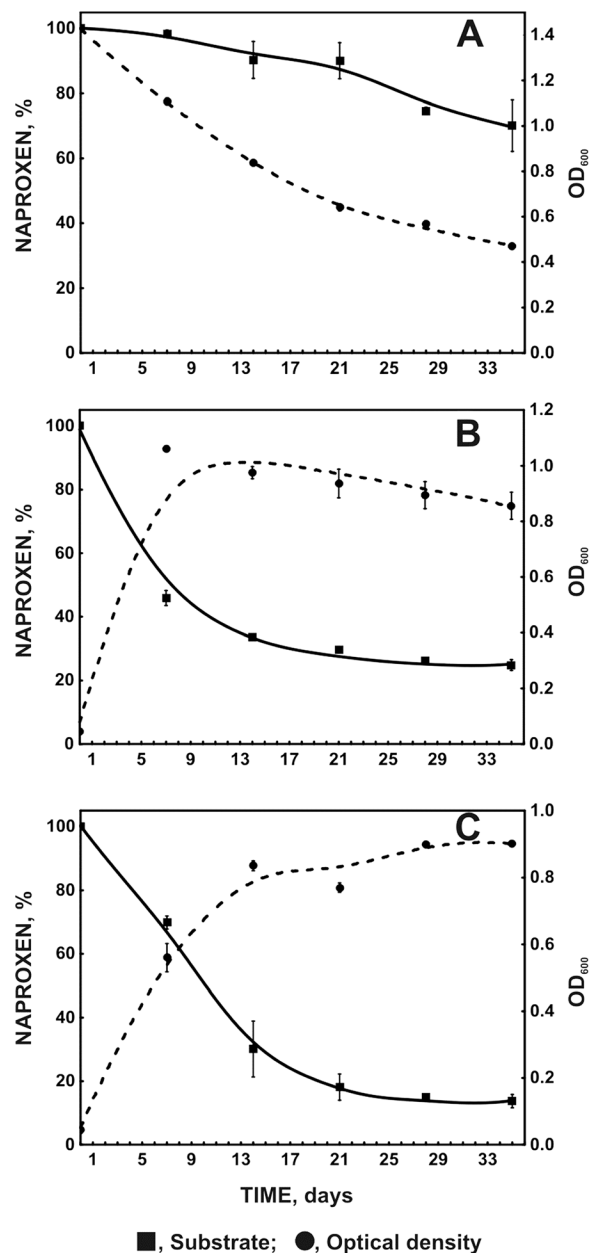 A
NAPROXEN, %
100
80
60
40
20
0
1.4
1.2
1.0
0.8
0.6
0.4
0.2
0.0
OD600
1 5 9 13 17 21 25 29 33
B
NAPROXEN, %
100
80
60
40
20
0
1.2
1.0
0.8
0.6
0.4
0.2
0.0
OD600
1 5 9 13 17 21 25 29 33
C
NAPROXEN, %
100
80
60
40
20
0
1.0
0.8
0.6
0.4
0.2
0.0
OD600
1 5 9 13 17 21 25 29 33
TIME, days
■, Substrate; ●, Optical density